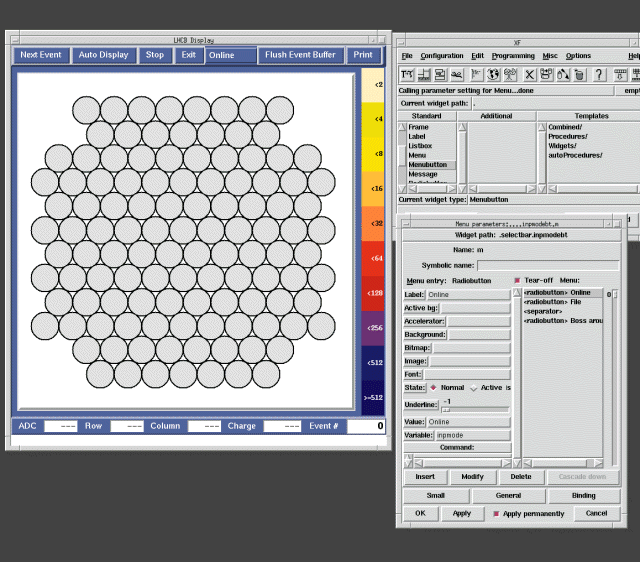 LHCD Display
Next Event Auto Display Stop Exit Online Flush Event Buffer Print
<2
<4
<8
<16
<32
<64
<128
<256
<512
>=512
ADC --- Row --- Column --- Charge --- Event # 0
XF
File Configuration Edit Programming Misc Options Help
Calling parameter setting for Menu...done empt
Current widget path: .
Standard Additional Templates
Frame
Label
Listbox
Menu
Menubutton
Message
Combined/
Procedures/
Widgets/
autoProcedures/
Current widget type: Menubutton
Menu parameters:....inpmodebt.m
Widget path: .selectbar.inpmodebt
Name: m
Symbolic name:
Menu entry: Radiobutton Tear-off Menu:
Label: Online
Active bg:
Accelerator:
Background:
Bitmap:
Image:
Font:
State: Normal Active is
Underline: -1
Value: Online
Variable: inpmode
Command:
<radiobutton> Online
<radiobutton> File
<separator>
<radiobutton> Boss arou
0
Insert Modify Delete Cascade down
Small General Binding
OK Apply Apply permanently Cancel